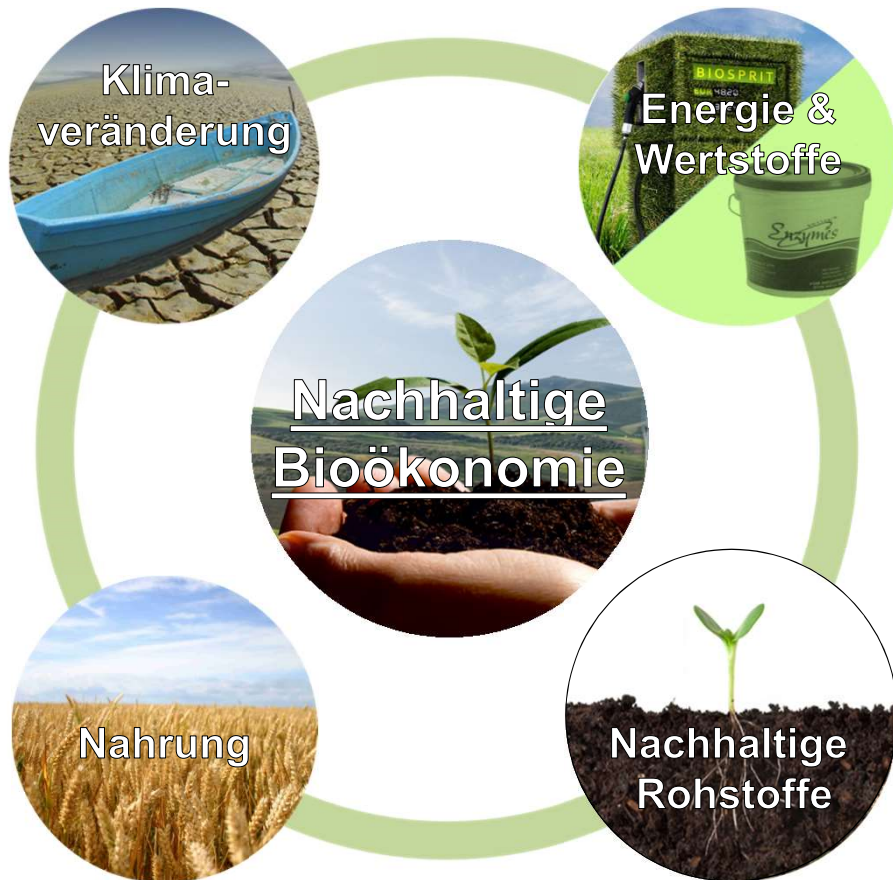 Klima-
veränderung
BIOSPRIT
Energie &
Wertstoffe
Enzymes
Nachhaltige
Bioökonomie
Nahrung
Nachhaltige
Rohstoffe